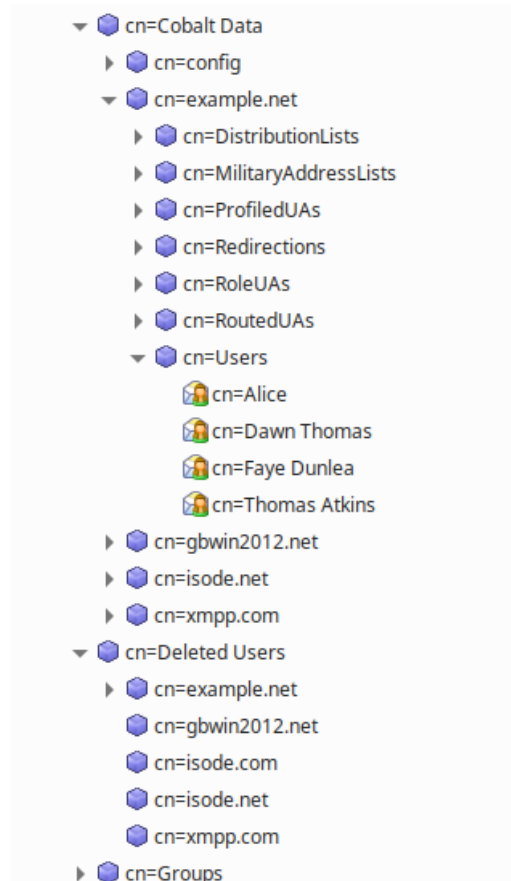 cn=Cobalt Data
cn=config
cn=example.net
cn=DistributionLists
cn=MilitaryAddressLists
cn=ProfiledUAs
cn=Redirections
cn=RoleUAs
cn=RoutedUAs
cn=Users
cn=Alice
cn=Dawn Thomas
cn=Faye Dunlea
cn=Thomas Atkins
cn=gbwin2012.net
cn=isode.net
cn=xmpp.com
cn=Deleted Users
cn=example.net
cn=gbwin2012.net
cn=isode.com
cn=isode.net
cn=xmpp.com
cn=Groups